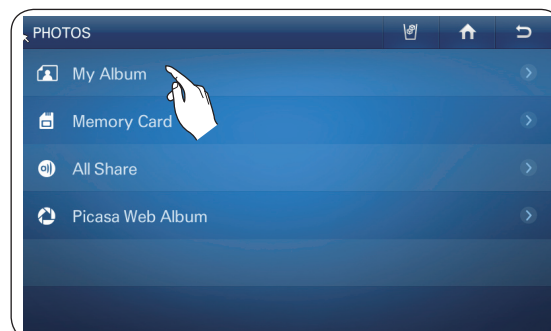 PHOTOS
My Album
Memory Card
All Share
Picasa Web Album